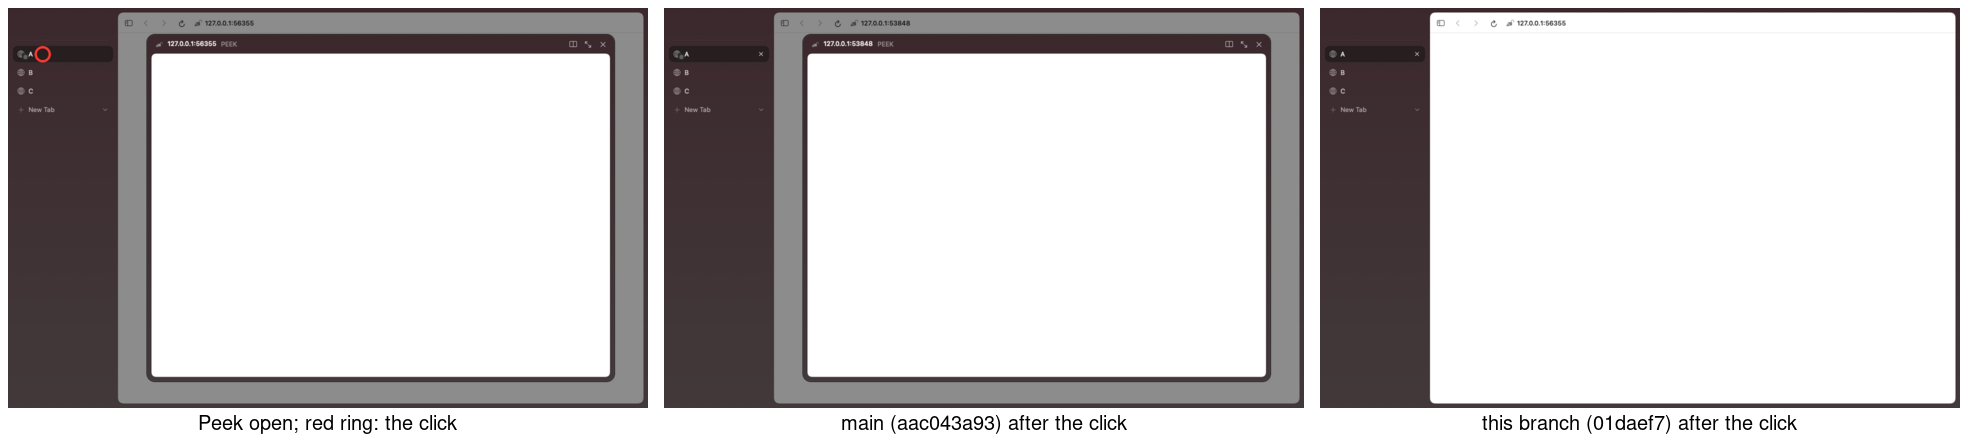 127.0.0.1:56355
127.0.0.1:56355 PEEK
A
B
C
New Tab
Peek open; red ring: the click
127.0.0.1:53848
127.0.0.1:53848 PEEK
A
B
C
New Tab
main (aac043a93) after the click
127.0.0.1:56355
A
B
C
New Tab
this branch (01daef7) after the click